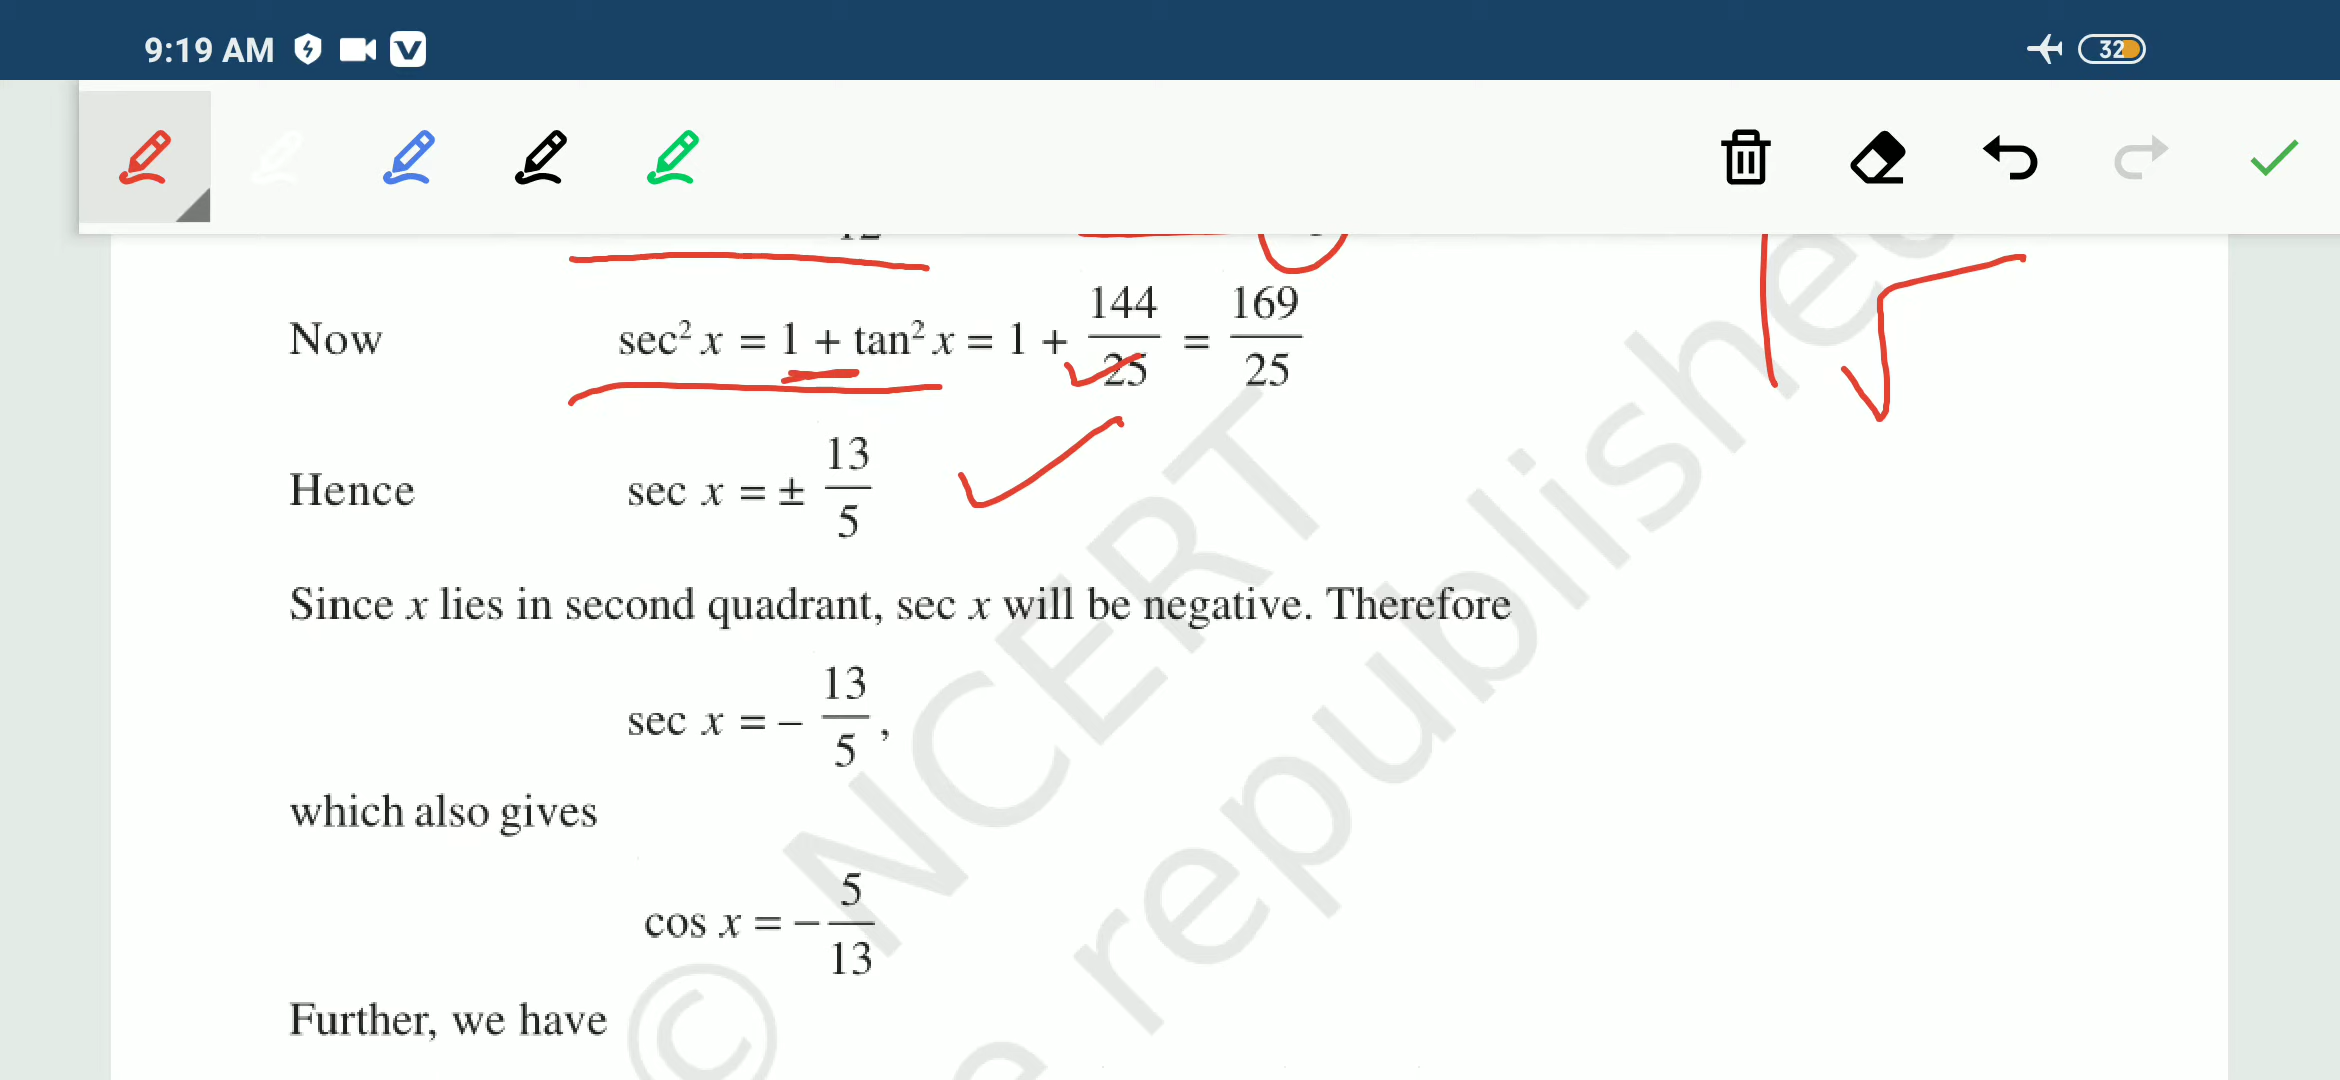 9:19 AM
32
Now sec² x = 1 + tan² x = 1 + 144/25 = 169/25
Hence sec x = ± 13/5
Since x lies in second quadrant, sec x will be negative. Therefore
sec x = – 13/5 ,
which also gives
cos x = – 5/13
Further, we have
© NCERT
republished